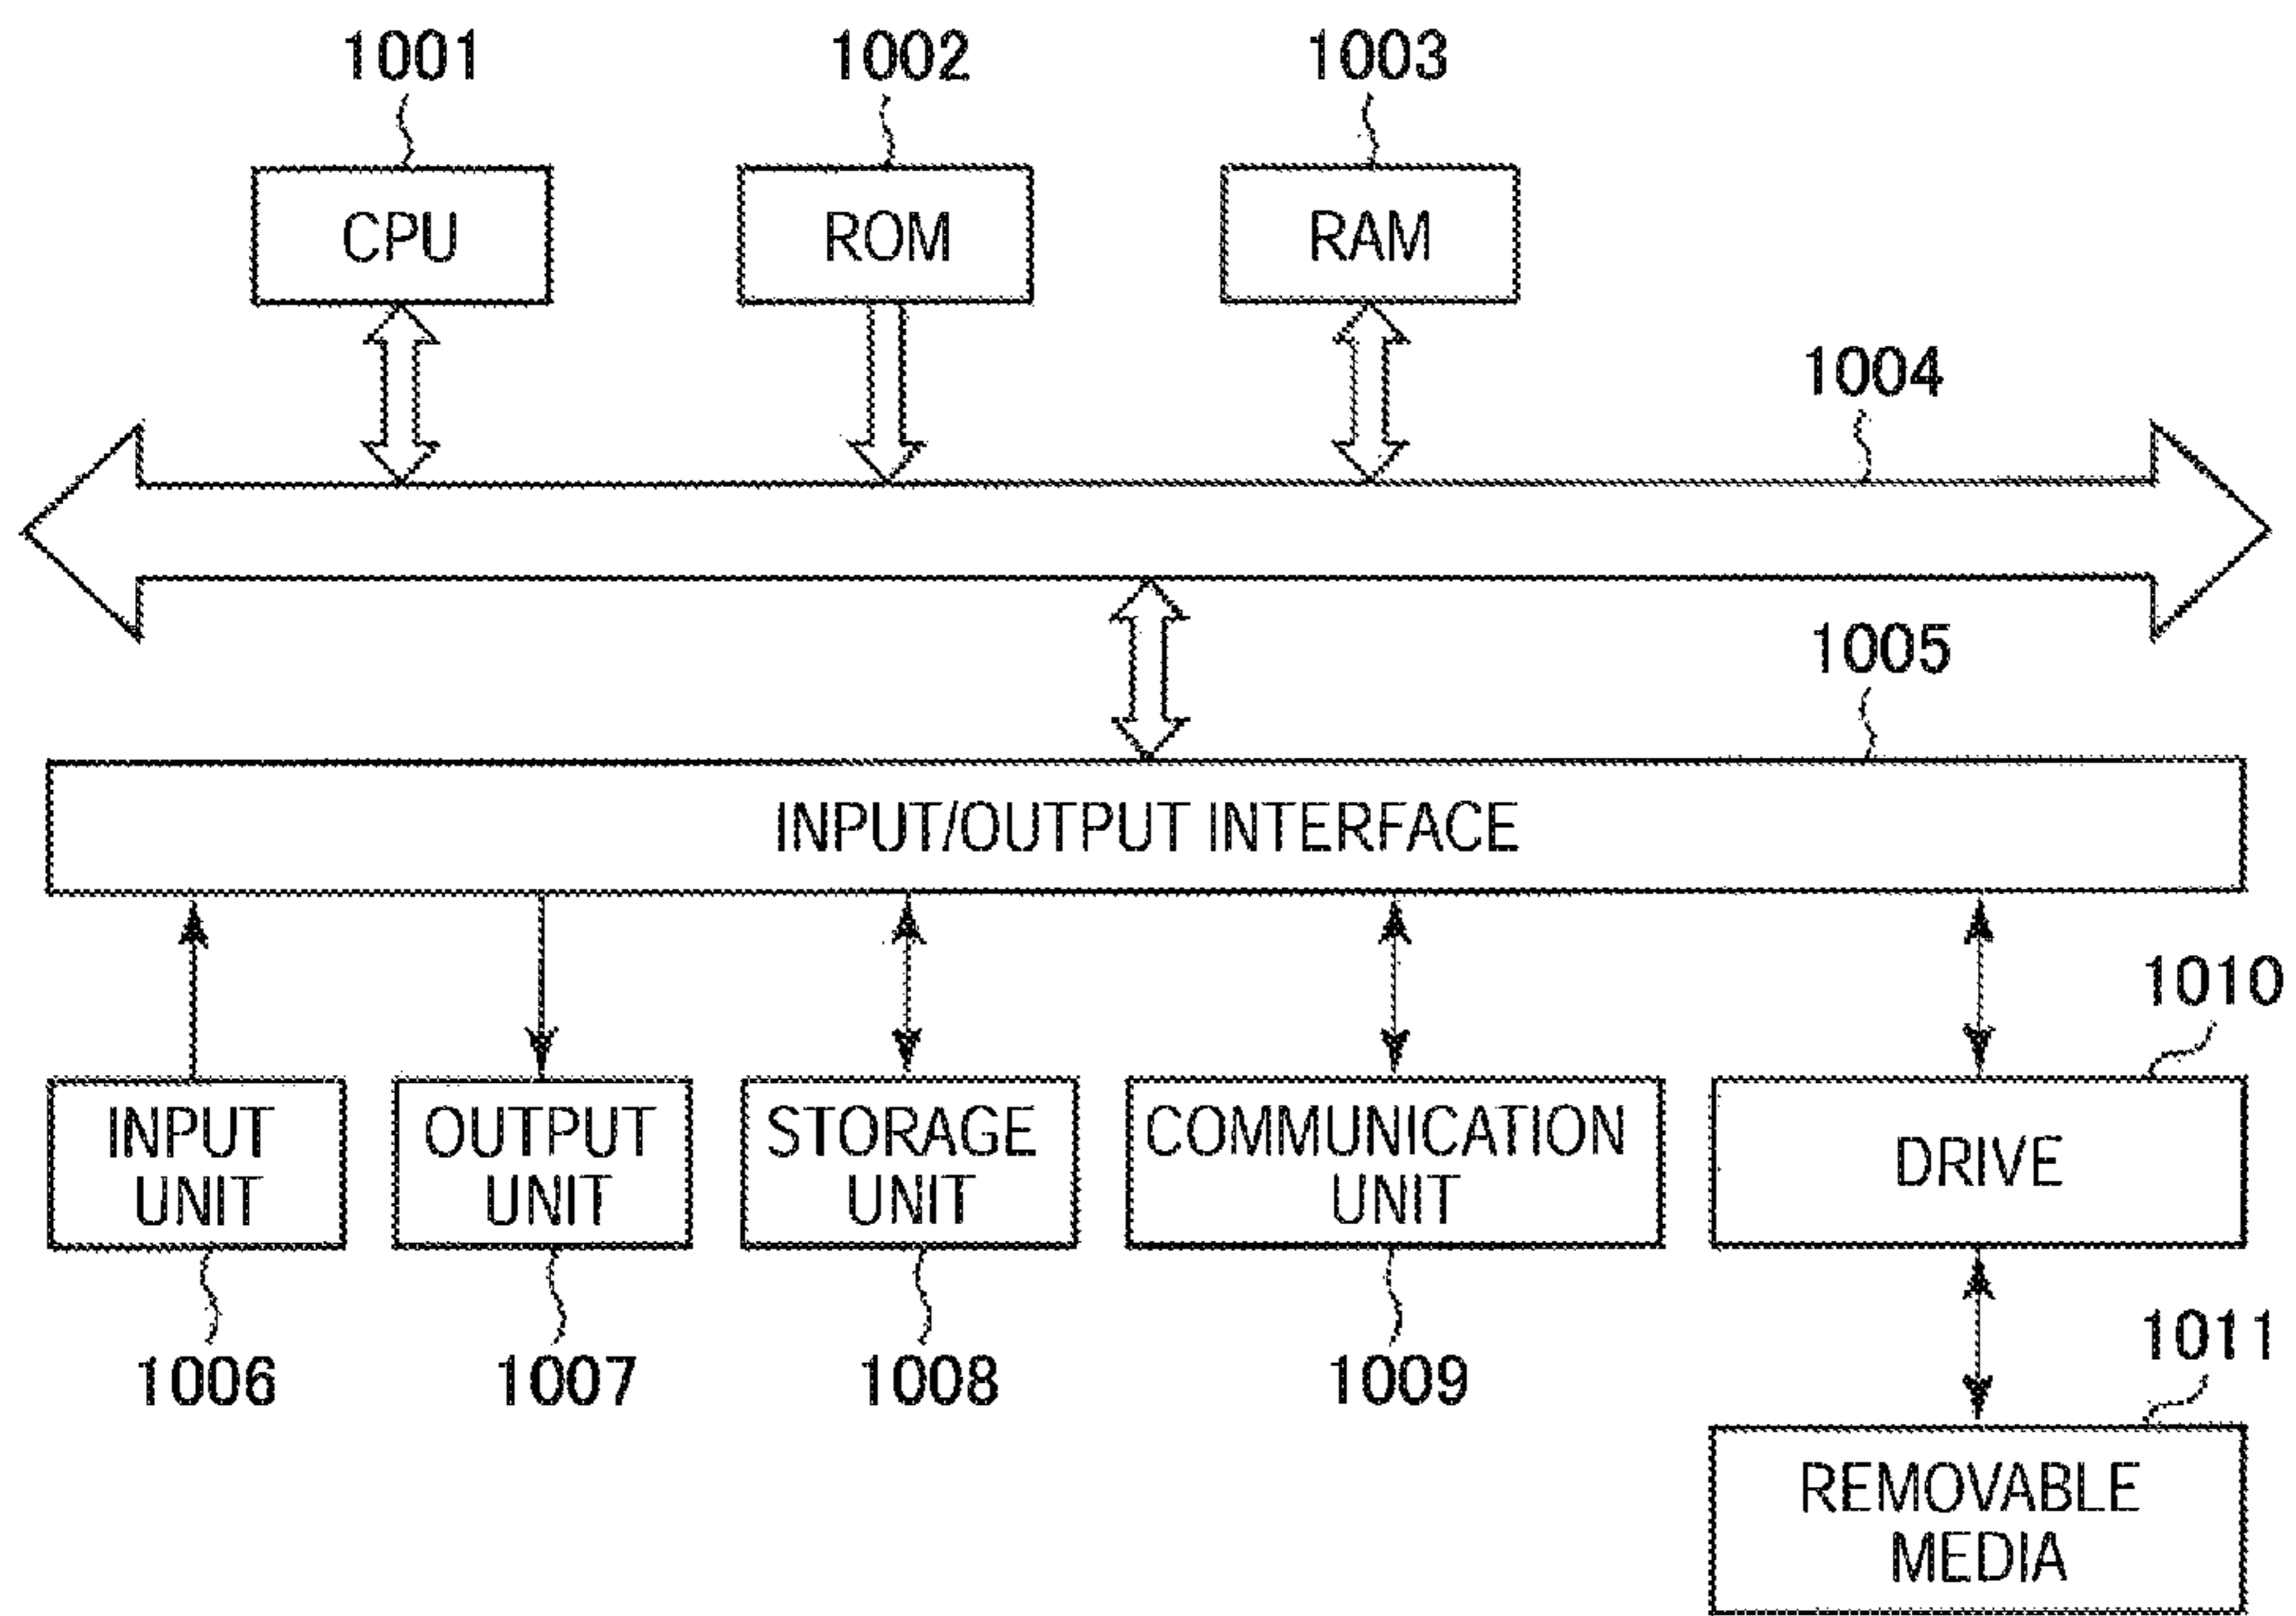 1001
1002
1003
CPU
ROM
RAM
1004
1005
INPUT/OUTPUT INTERFACE
1010
INPUT
UNIT
OUTPUT
UNIT
STORAGE
UNIT
COMMUNICATION
UNIT
DRIVE
1006
1007
1008
1009
1011
REMOVABLE
MEDIA